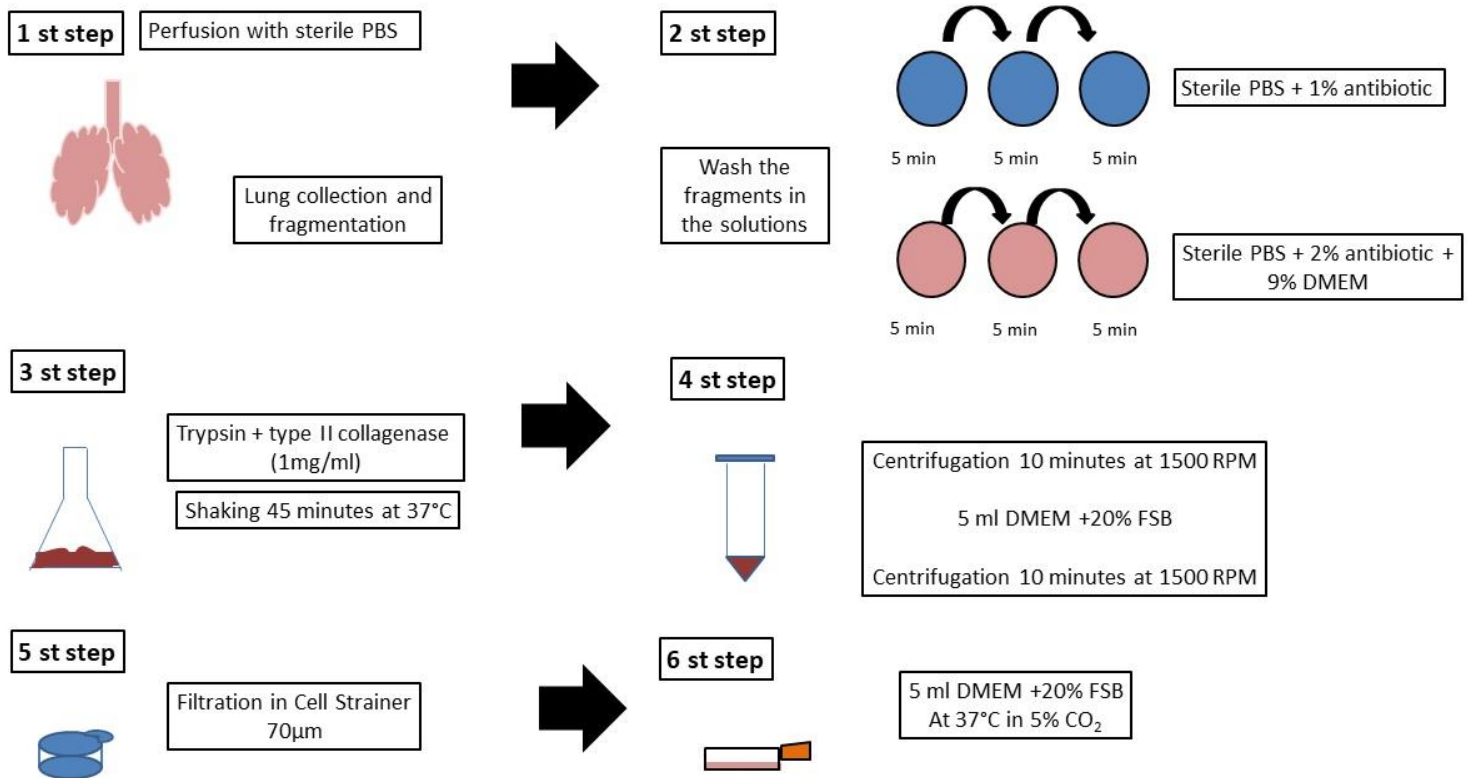 1 st step
Perfusion with sterile PBS
Lung collection and
fragmentation
2 st step
Wash the
fragments in
the solutions
5 min 5 min 5 min
Sterile PBS + 1% antibiotic
5 min 5 min 5 min
Sterile PBS + 2% antibiotic +
9% DMEM
3 st step
Trypsin + type II collagenase
(1mg/ml)
Shaking 45 minutes at 37°C
4 st step
Centrifugation 10 minutes at 1500 RPM
5 ml DMEM +20% FSB
Centrifugation 10 minutes at 1500 RPM
5 st step
Filtration in Cell Strainer
70µm
6 st step
5 ml DMEM +20% FSB
At 37°C in 5% CO₂